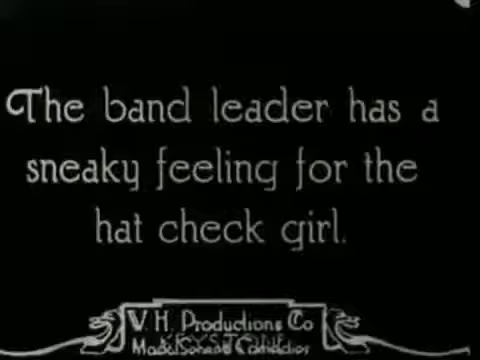 The band leader has a
sneaky feeling for the
hat check girl.
W. H. Productions Co